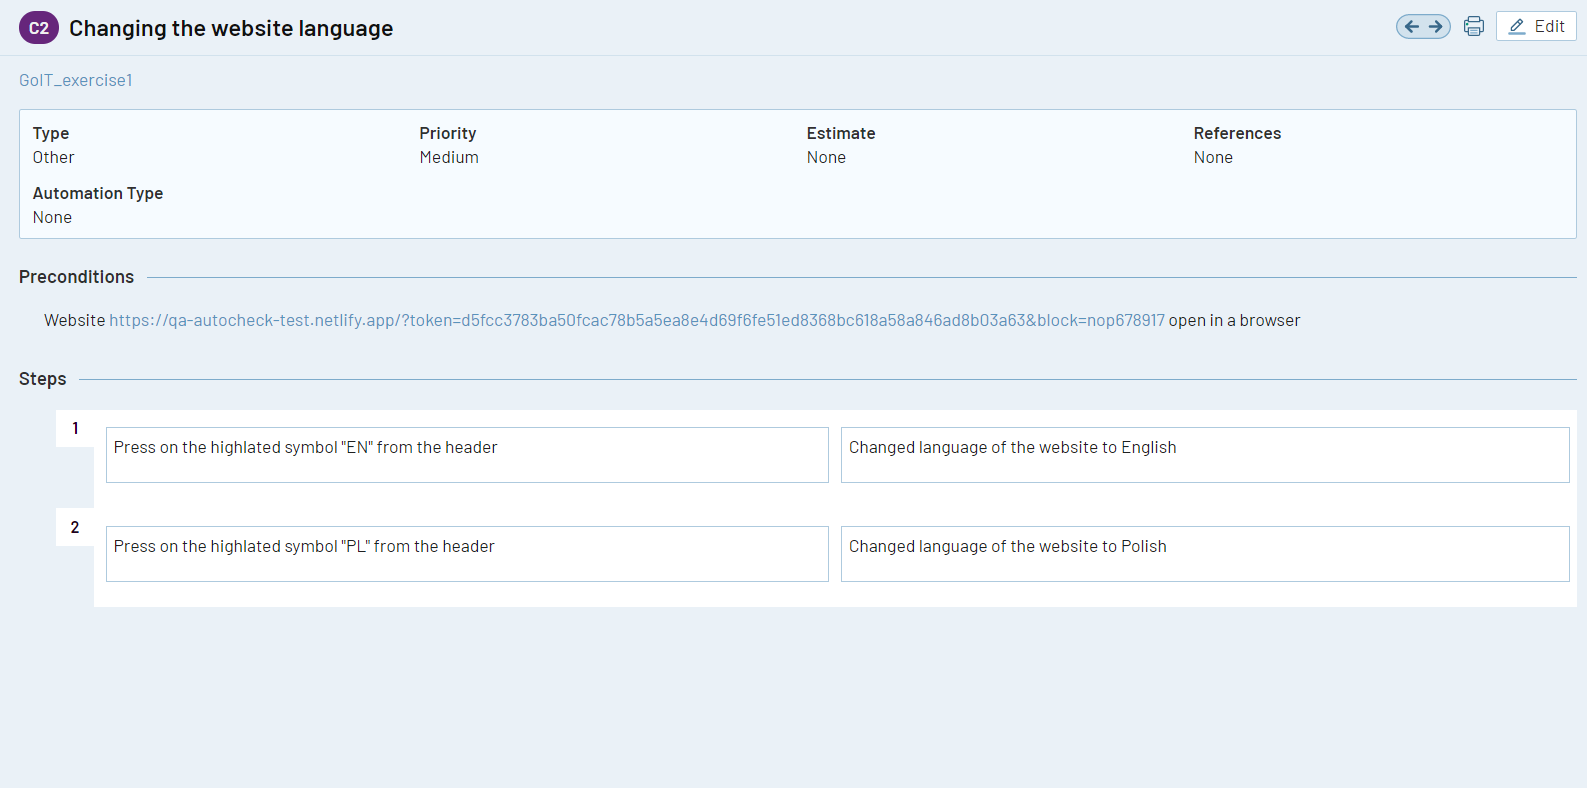 C2 Changing the website language
Edit
GoIT_exercise1
Type Priority Estimate References
Other Medium None None
Automation Type
None
Preconditions
Website https://qa-autocheck-test.netlify.app/?token=d5fcc3783ba50fcac78b5a5ea8e4d69f6fe51ed8368bc618a58a846ad8b03a63&block=nop678917 open in a browser
Steps
1
Press on the highlated symbol "EN" from the header
Changed language of the website to English
2
Press on the highlated symbol "PL" from the header
Changed language of the website to Polish